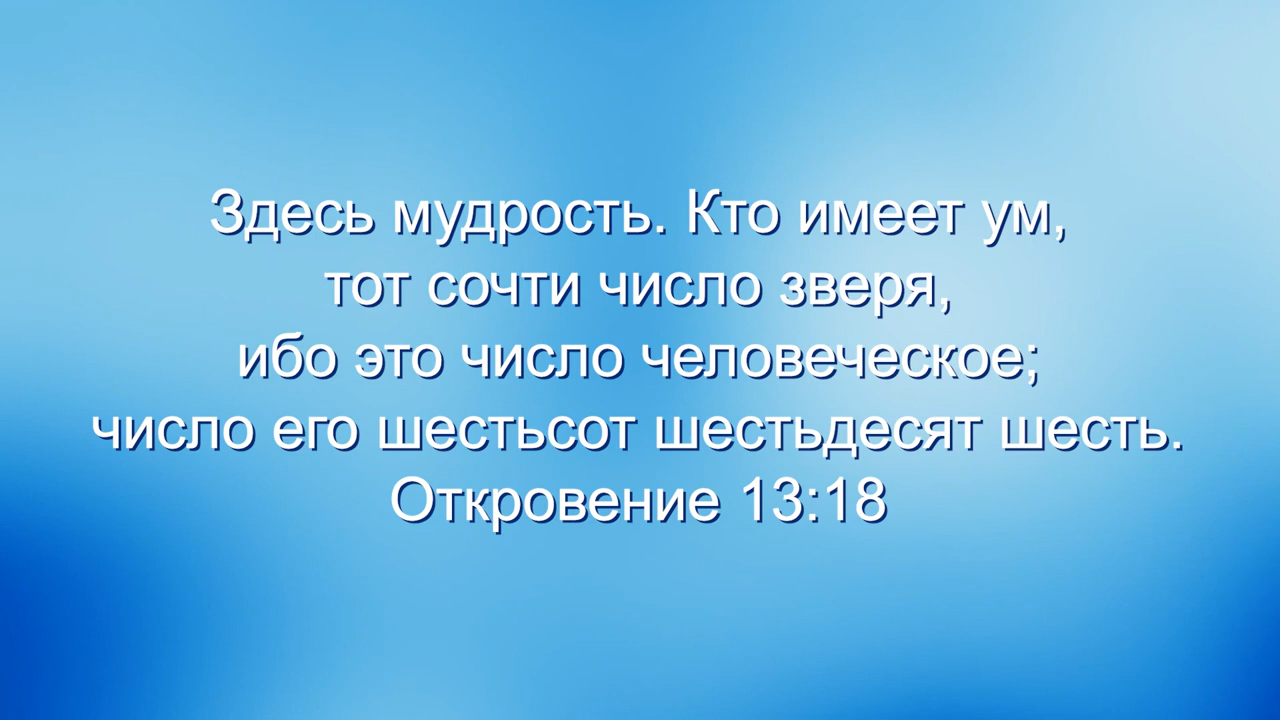 Здесь мудрость. Кто имеет ум,
тот сочти число зверя,
ибо это число человеческое;
число его шестьсот шестьдесят шесть.
Откровение 13:18